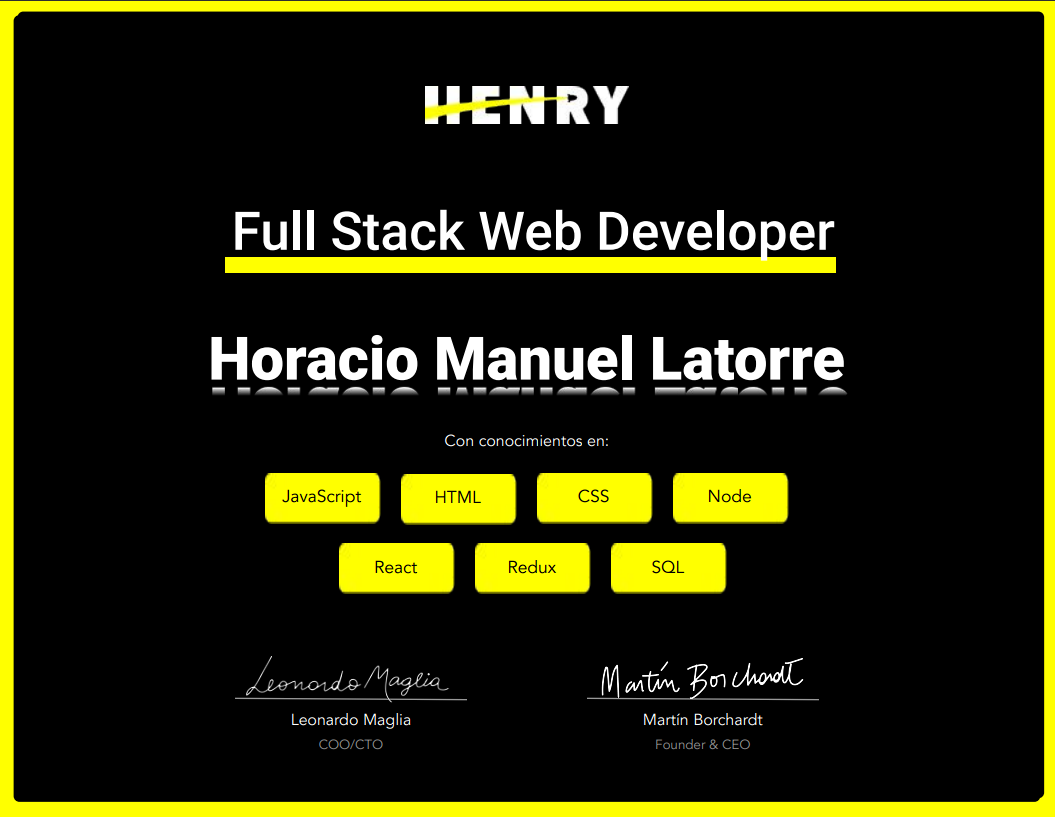 HENRY
Full Stack Web Developer
Horacio Manuel Latorre
Con conocimientos en:
JavaScript HTML CSS Node
React Redux SQL
Leonardo Maglia Martín Borchardt
Leonardo Maglia Martín Borchardt
COO/CTO Founder & CEO